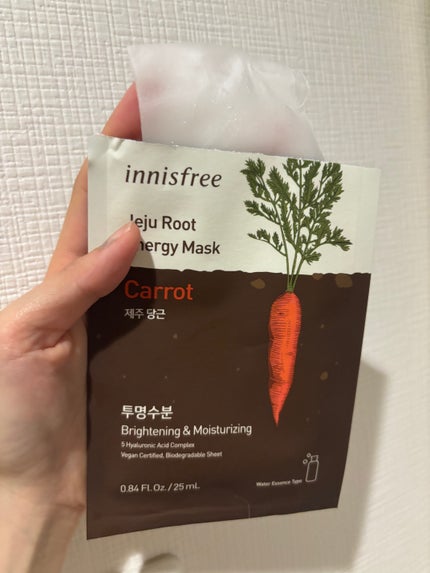 innisfree
Jeju Root
Energy Mask
Carrot
제주 당근
투명수분
Brightening & Moisturizing
5 Hyaluronic Acid Complex
Vegan Certified, Biodegradable Sheet
0.84 FL. Oz. / 25 mL
Water Essence Type